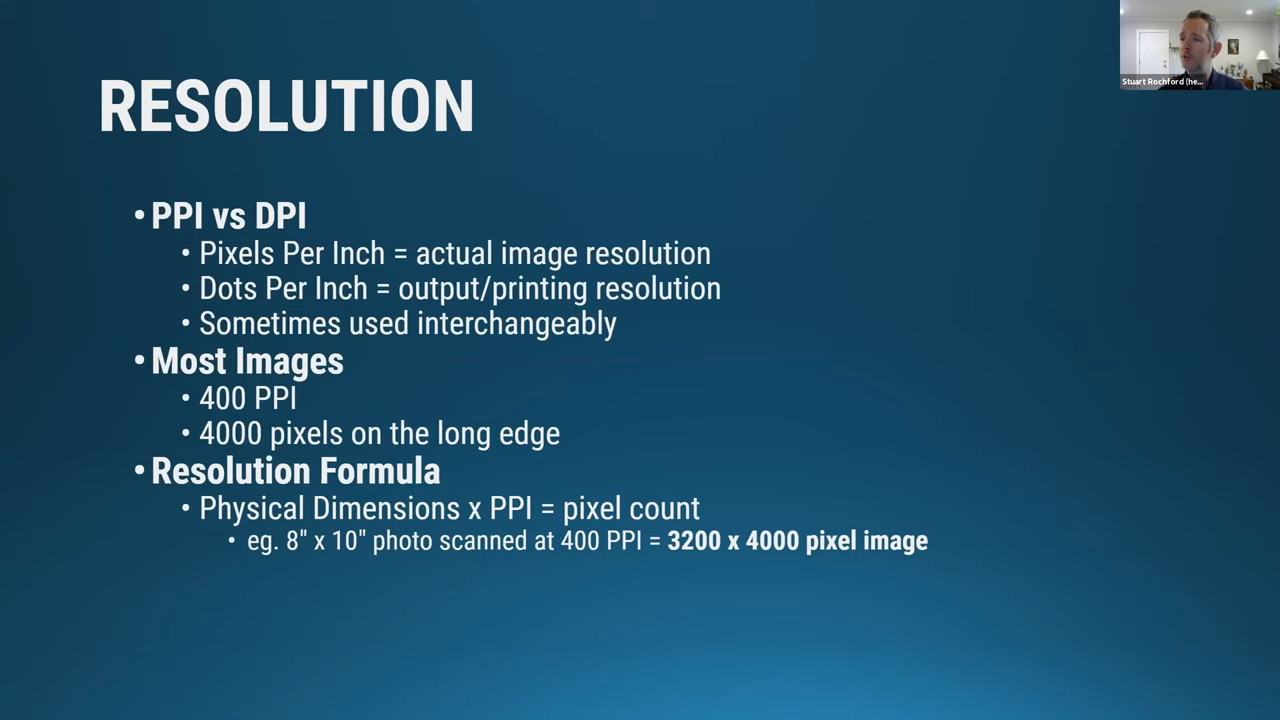 Stuart Rochford (he...
RESOLUTION
• PPI vs DPI
• Pixels Per Inch = actual image resolution
• Dots Per Inch = output/printing resolution
• Sometimes used interchangeably
• Most Images
• 400 PPI
• 4000 pixels on the long edge
• Resolution Formula
• Physical Dimensions x PPI = pixel count
• eg. 8" x 10" photo scanned at 400 PPI = 3200 x 4000 pixel image